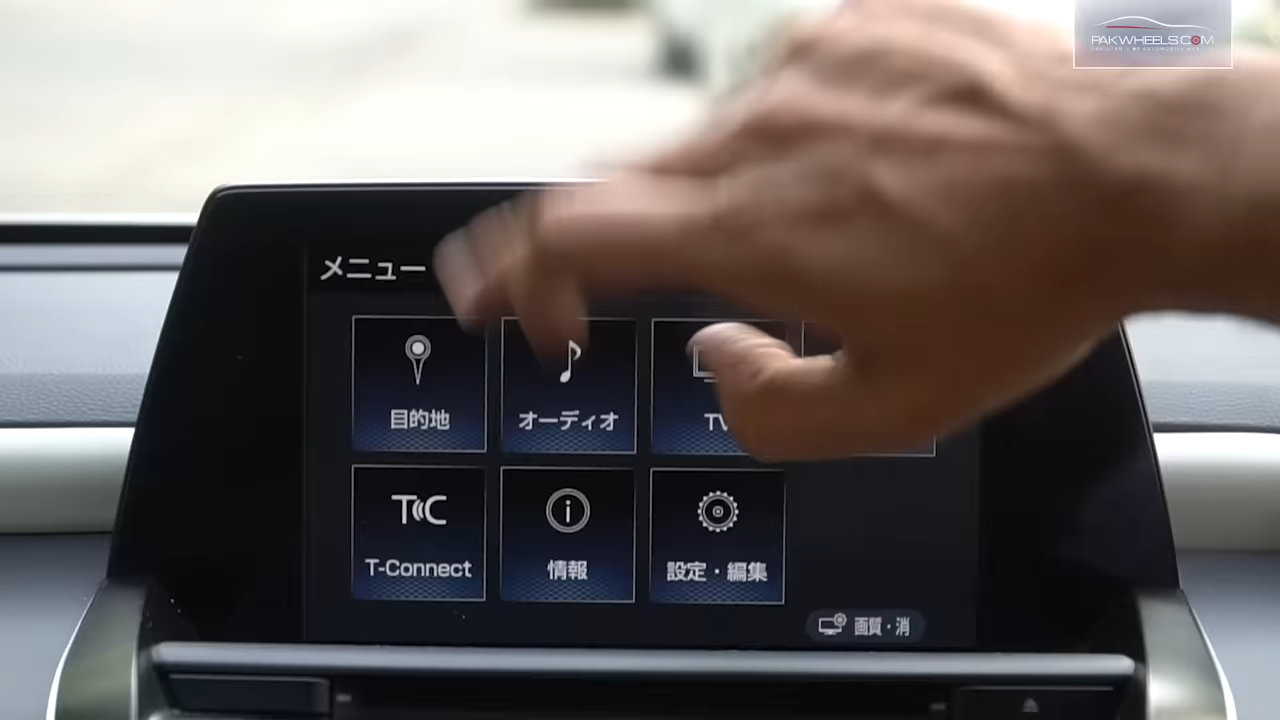 PAKWHEELS.COM
メニュー
目的地
オーディオ
T-Connect
情報
設定・編集
画質・消